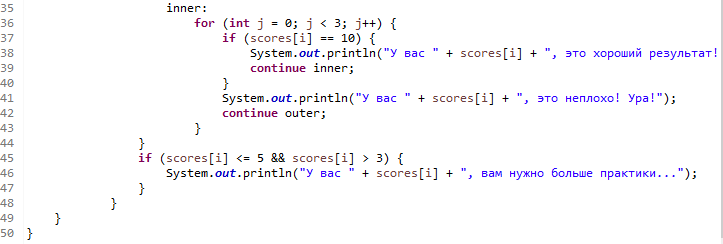 35 inner:
36 for (int j = 0; j < 3; j++) {
37 if (scores[i] == 10) {
38 System.out.println("У вас " + scores[i] + ", это хороший результат!
39 continue inner;
40 }
41 System.out.println("У вас " + scores[i] + ", это неплохо! Ура!");
42 continue outer;
43 }
44 }
45 if (scores[i] <= 5 && scores[i] > 3) {
46 System.out.println("У вас " + scores[i] + ", вам нужно больше практики...");
47 }
48 }
49 }
50 }